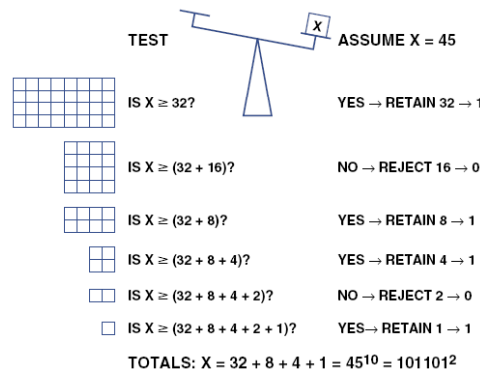 X
TEST ASSUME X = 45
IS X ≥ 32? YES → RETAIN 32 → 1
IS X ≥ (32 + 16)? NO → REJECT 16 → 0
IS X ≥ (32 + 8)? YES → RETAIN 8 → 1
IS X ≥ (32 + 8 + 4)? YES → RETAIN 4 → 1
IS X ≥ (32 + 8 + 4 + 2)? NO → REJECT 2 → 0
IS X ≥ (32 + 8 + 4 + 2 + 1)? YES→ RETAIN 1 → 1
TOTALS: X = 32 + 8 + 4 + 1 = 45¹⁰ = 101101²